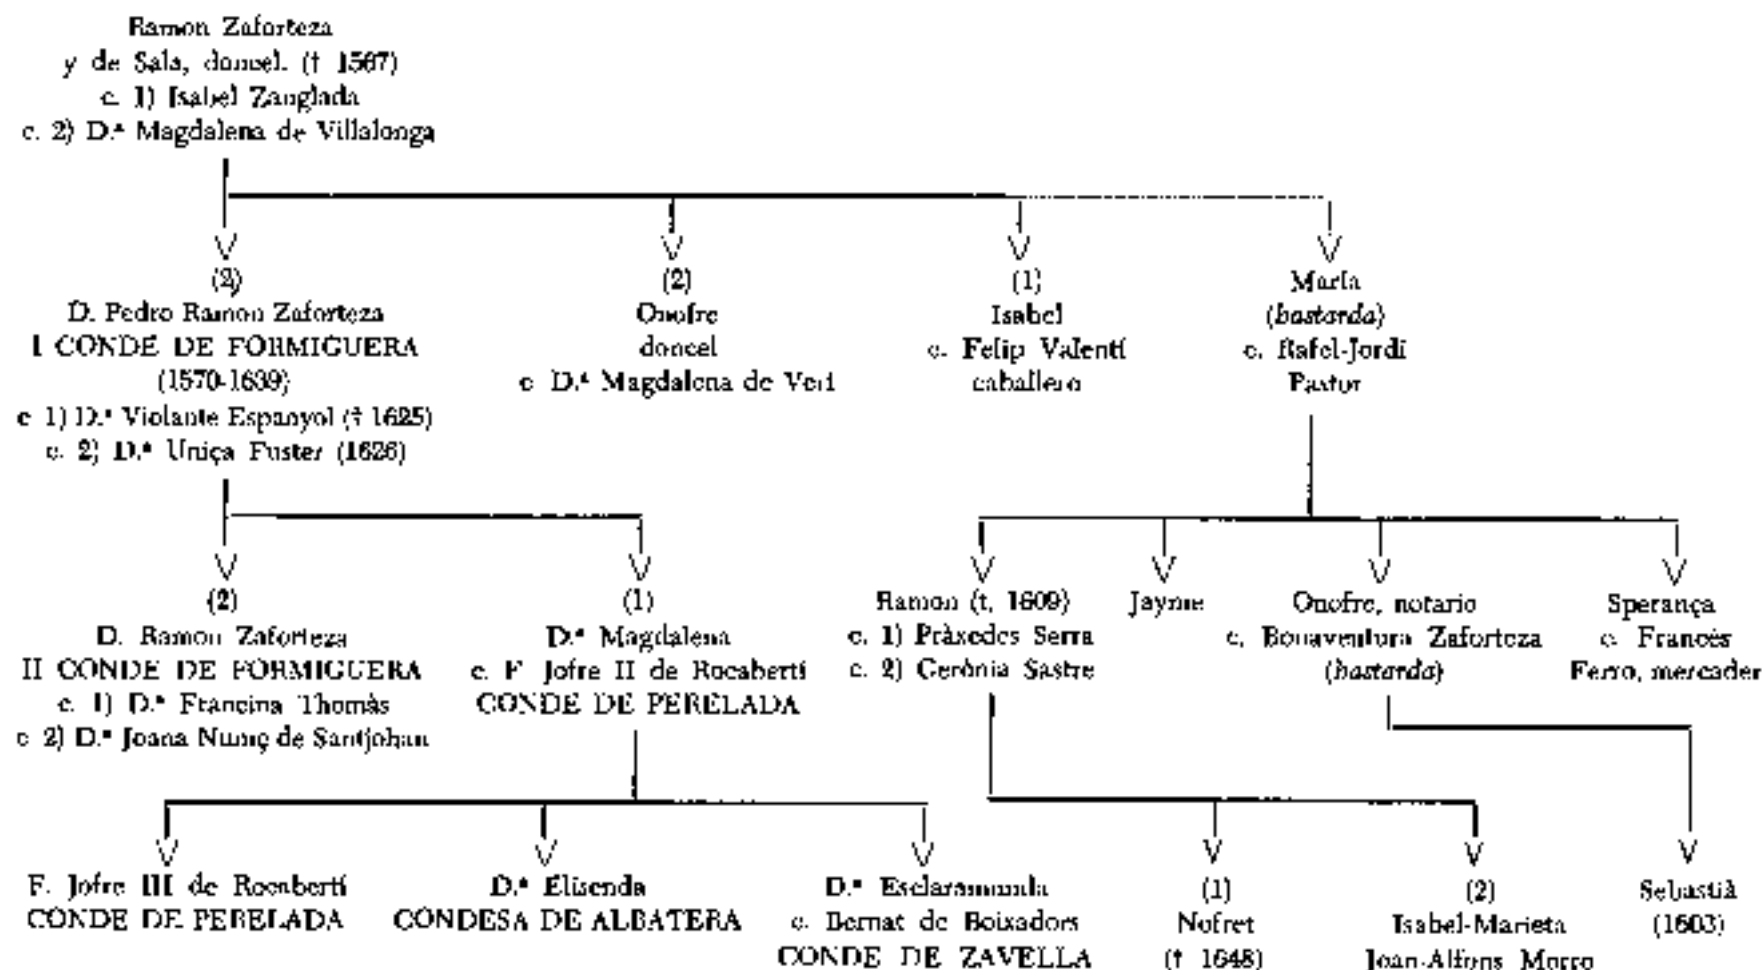 Ramon Zaforteza
y de Sala, doncel. († 1567)
c. 1) Isabel Zanglada
c. 2) D.ª Magdalena de Villalonga
(2)
D. Pedro Ramon Zaforteza
I CONDE DE FORMIGUERA
(1570-1639)
c 1) D.ª Violante Espanyol († 1625)
c. 2) D.ª Uniça Fuster (1626)
(2)
Onofre
doncel
c D.ª Magdalena de Veri
(1)
Isabel
c. Felip Valentí
caballero
María
(bastarda)
c. Rafel-Jordi
Pastor
(2)
D. Ramon Zaforteza
II CONDE DE FORMIGUERA
c. 1) D.ª Francina Thomàs
c 2) D.ª Joana Nunuç de Santjohan
(1)
D.ª Magdalena
c. F. Jofre II de Rocabertí
CONDE DE PERELADA
Ramon (t. 1609)
c. 1) Pràxedes Serra
c. 2) Gerònia Sastre
Jayme
Onofre, notario
c. Bonaventura Zaforteza
(bastarda)
Sperança
c. Francès
Ferro, mercader
F. Jofre III de Rocabertí
CONDE DE PERELADA
D.ª Elisenda
CONDESA DE ALBATERA
D.ª Esclaramunda
c. Bernat de Boixadors
CONDE DE ZAVELLA
(1)
Nofret
(† 1648)
(2)
Isabel-Marieta
Joan-Alfons Morro
Sebastià
(1603)